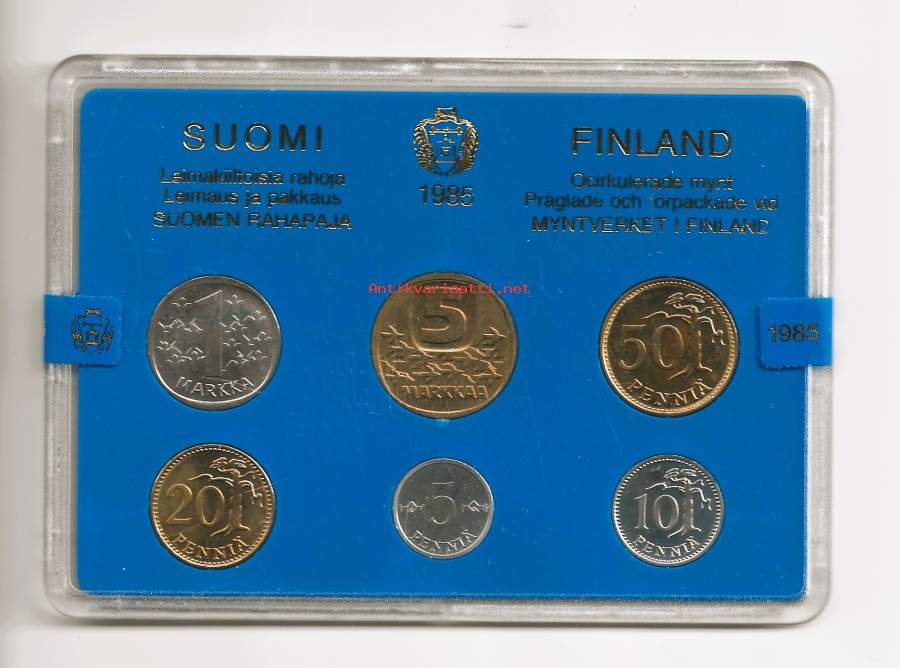 SUOMI
Leimakiiltoisia rahoja
Leimaus ja pakkaus
SUOMEN RAHAPAJA
1985
FINLAND
Ocirkulerade mynt
Präglade och förpackade vid
MYNTVERKET I FINLAND
Antikvariaatti.net
1
MARKKA
5
MARKKAA
50
PENNIÄ
1985
20
PENNIÄ
5
PENNIÄ
10
PENNIÄ